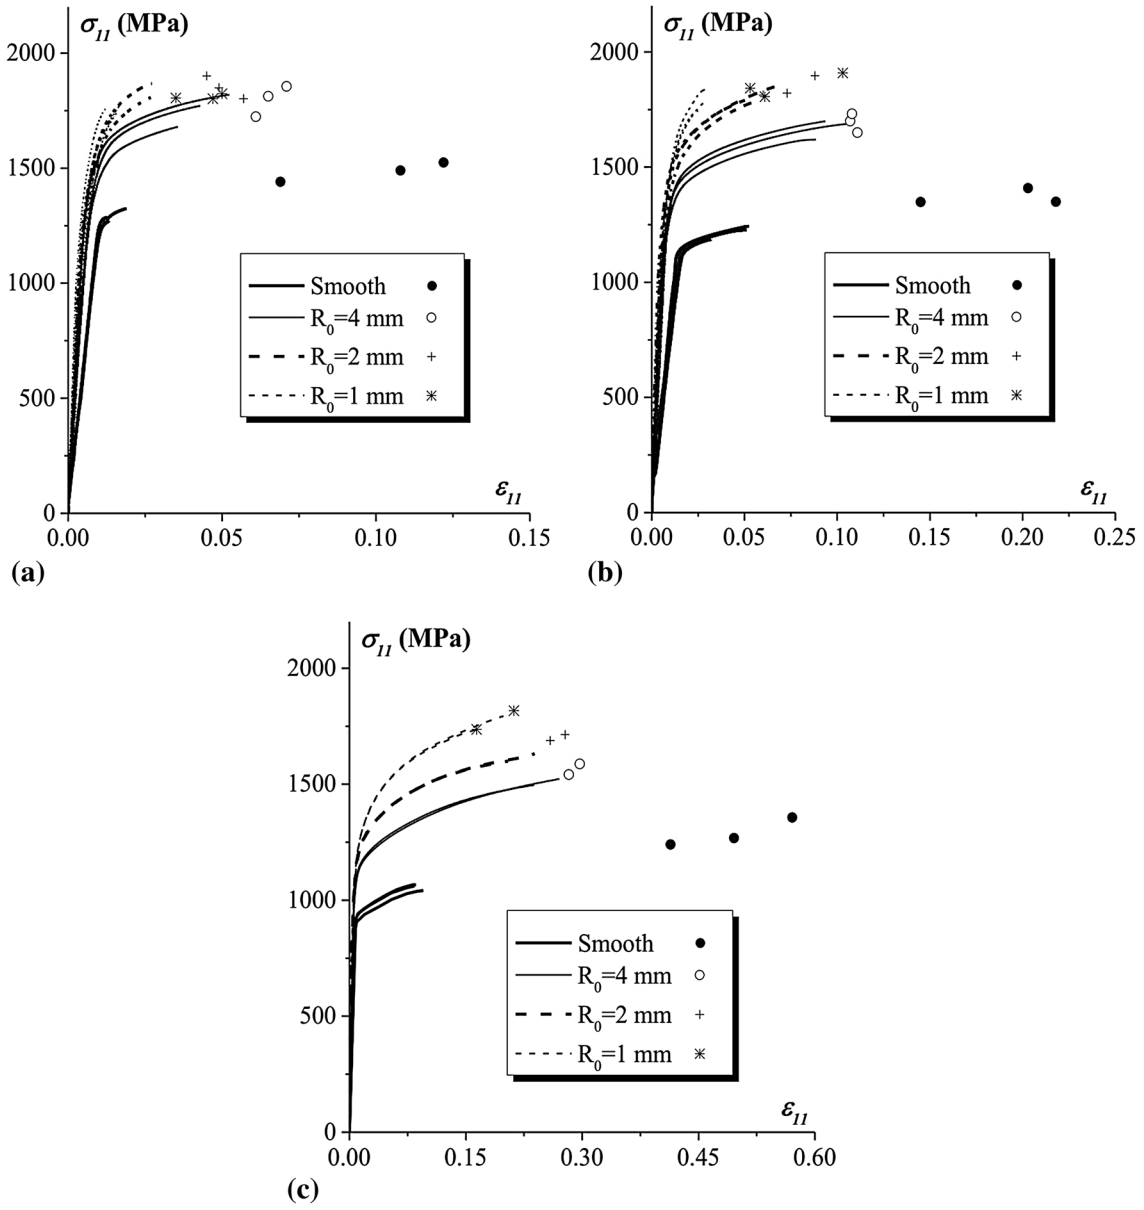 σ₁₁ (MPa)
2000
1500
1000
500
0
Smooth
R₀=4 mm
R₀=2 mm
R₀=1 mm
ε₁₁
0.00 0.05 0.10 0.15
(a)
σ₁₁ (MPa)
2000
1500
1000
500
0
Smooth
R₀=4 mm
R₀=2 mm
R₀=1 mm
ε₁₁
0.00 0.05 0.10 0.15 0.20 0.25
(b)
σ₁₁ (MPa)
2000
1500
1000
500
0
Smooth
R₀=4 mm
R₀=2 mm
R₀=1 mm
ε₁₁
0.00 0.15 0.30 0.45 0.60
(c)